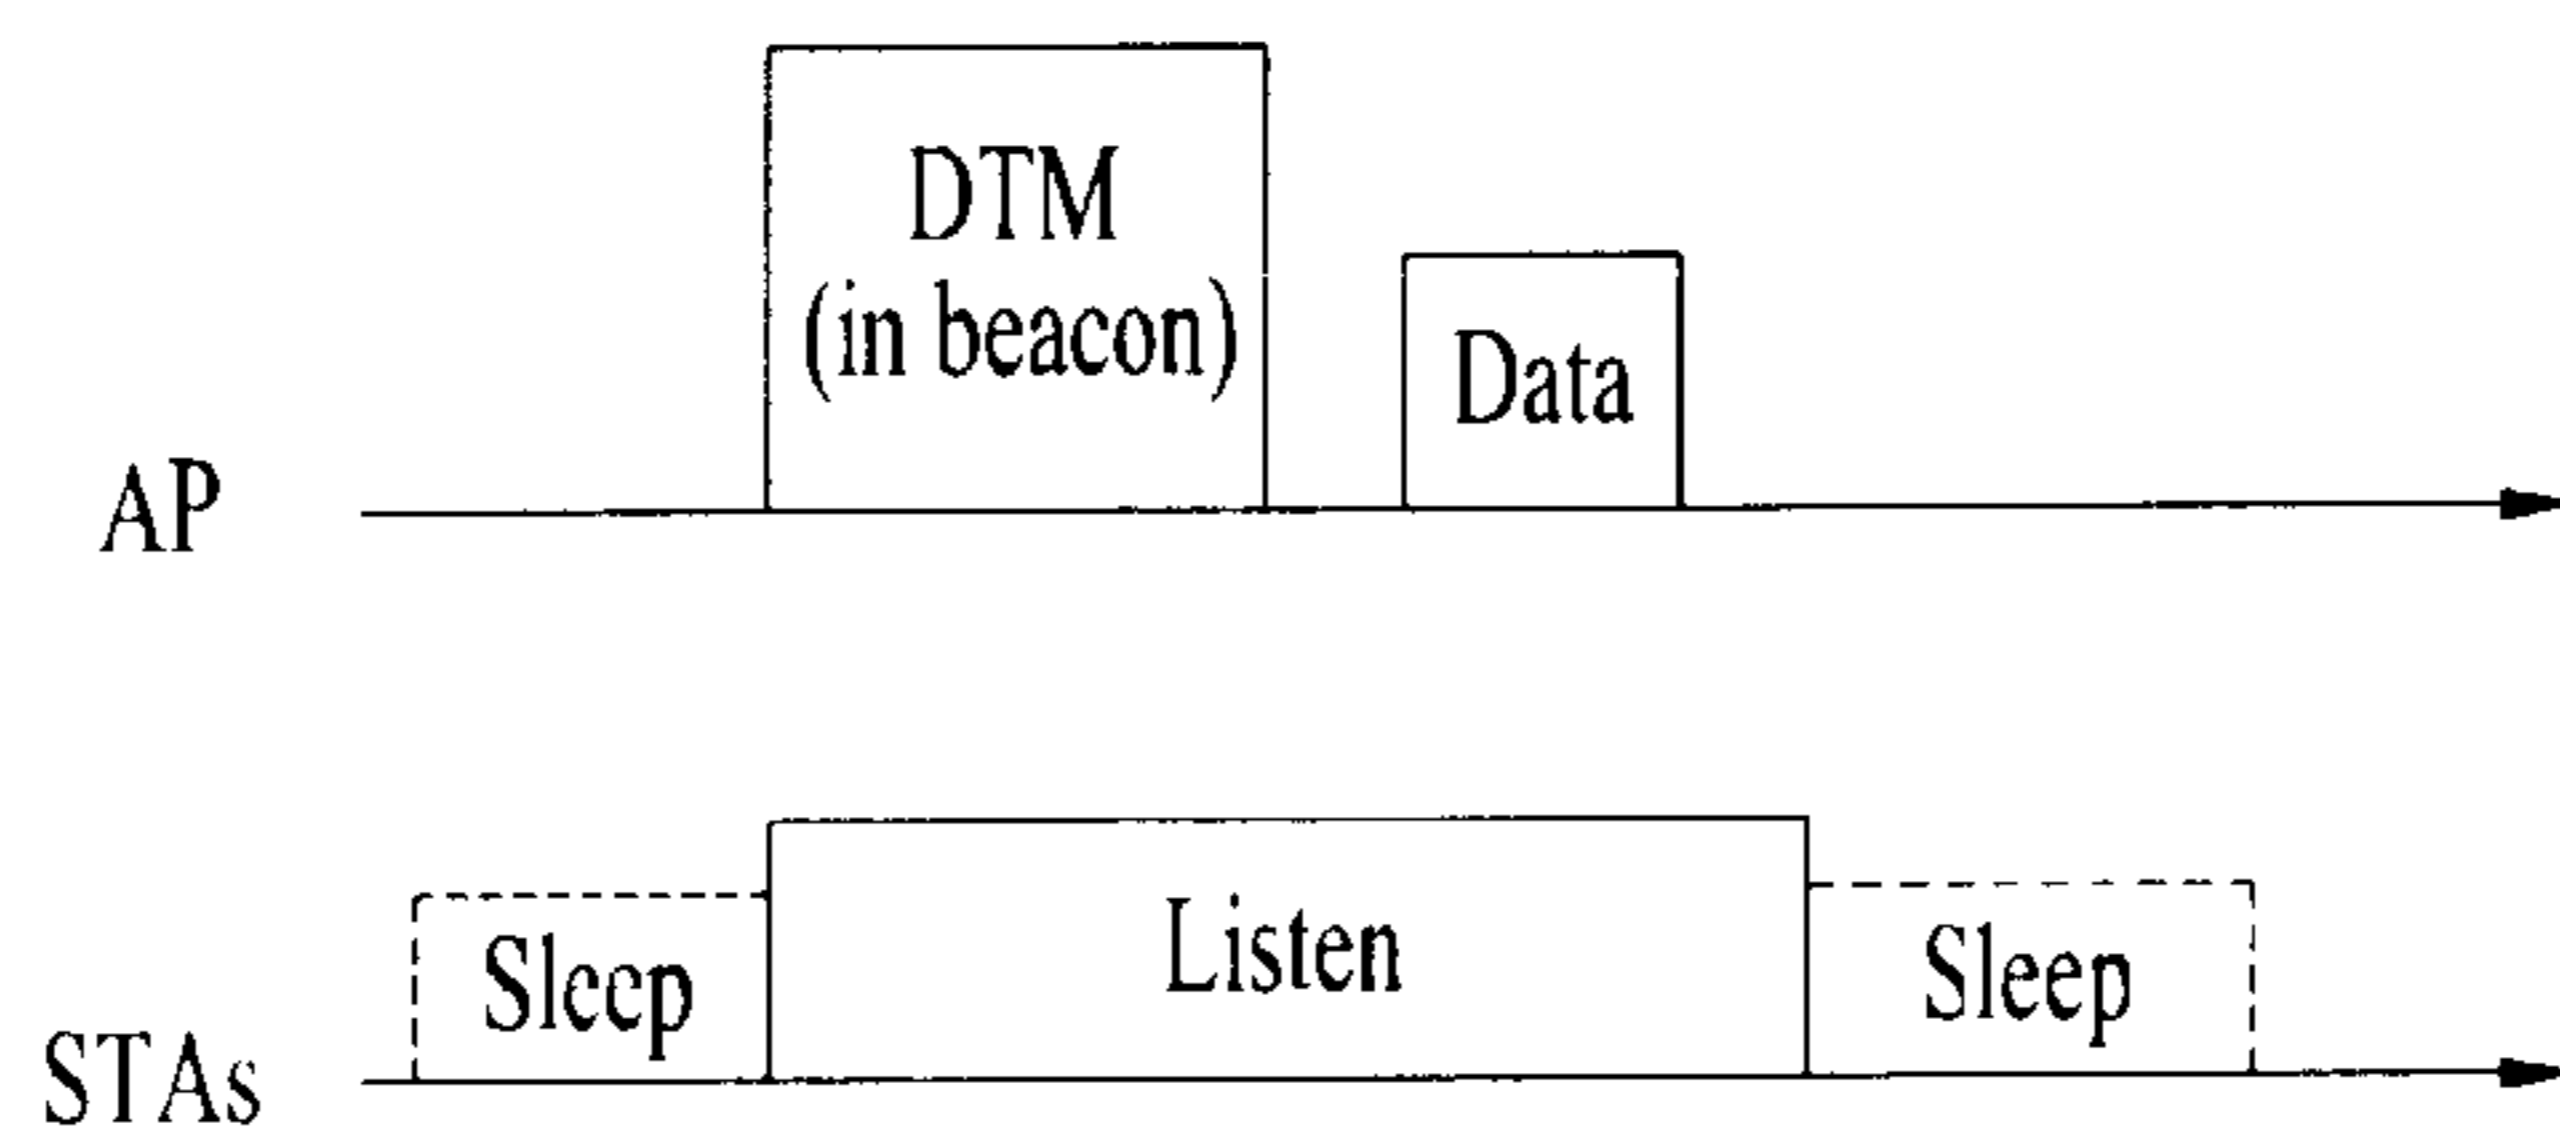 DTM
(in beacon)
Data
AP
Sleep
Listen
Sleep
STAs